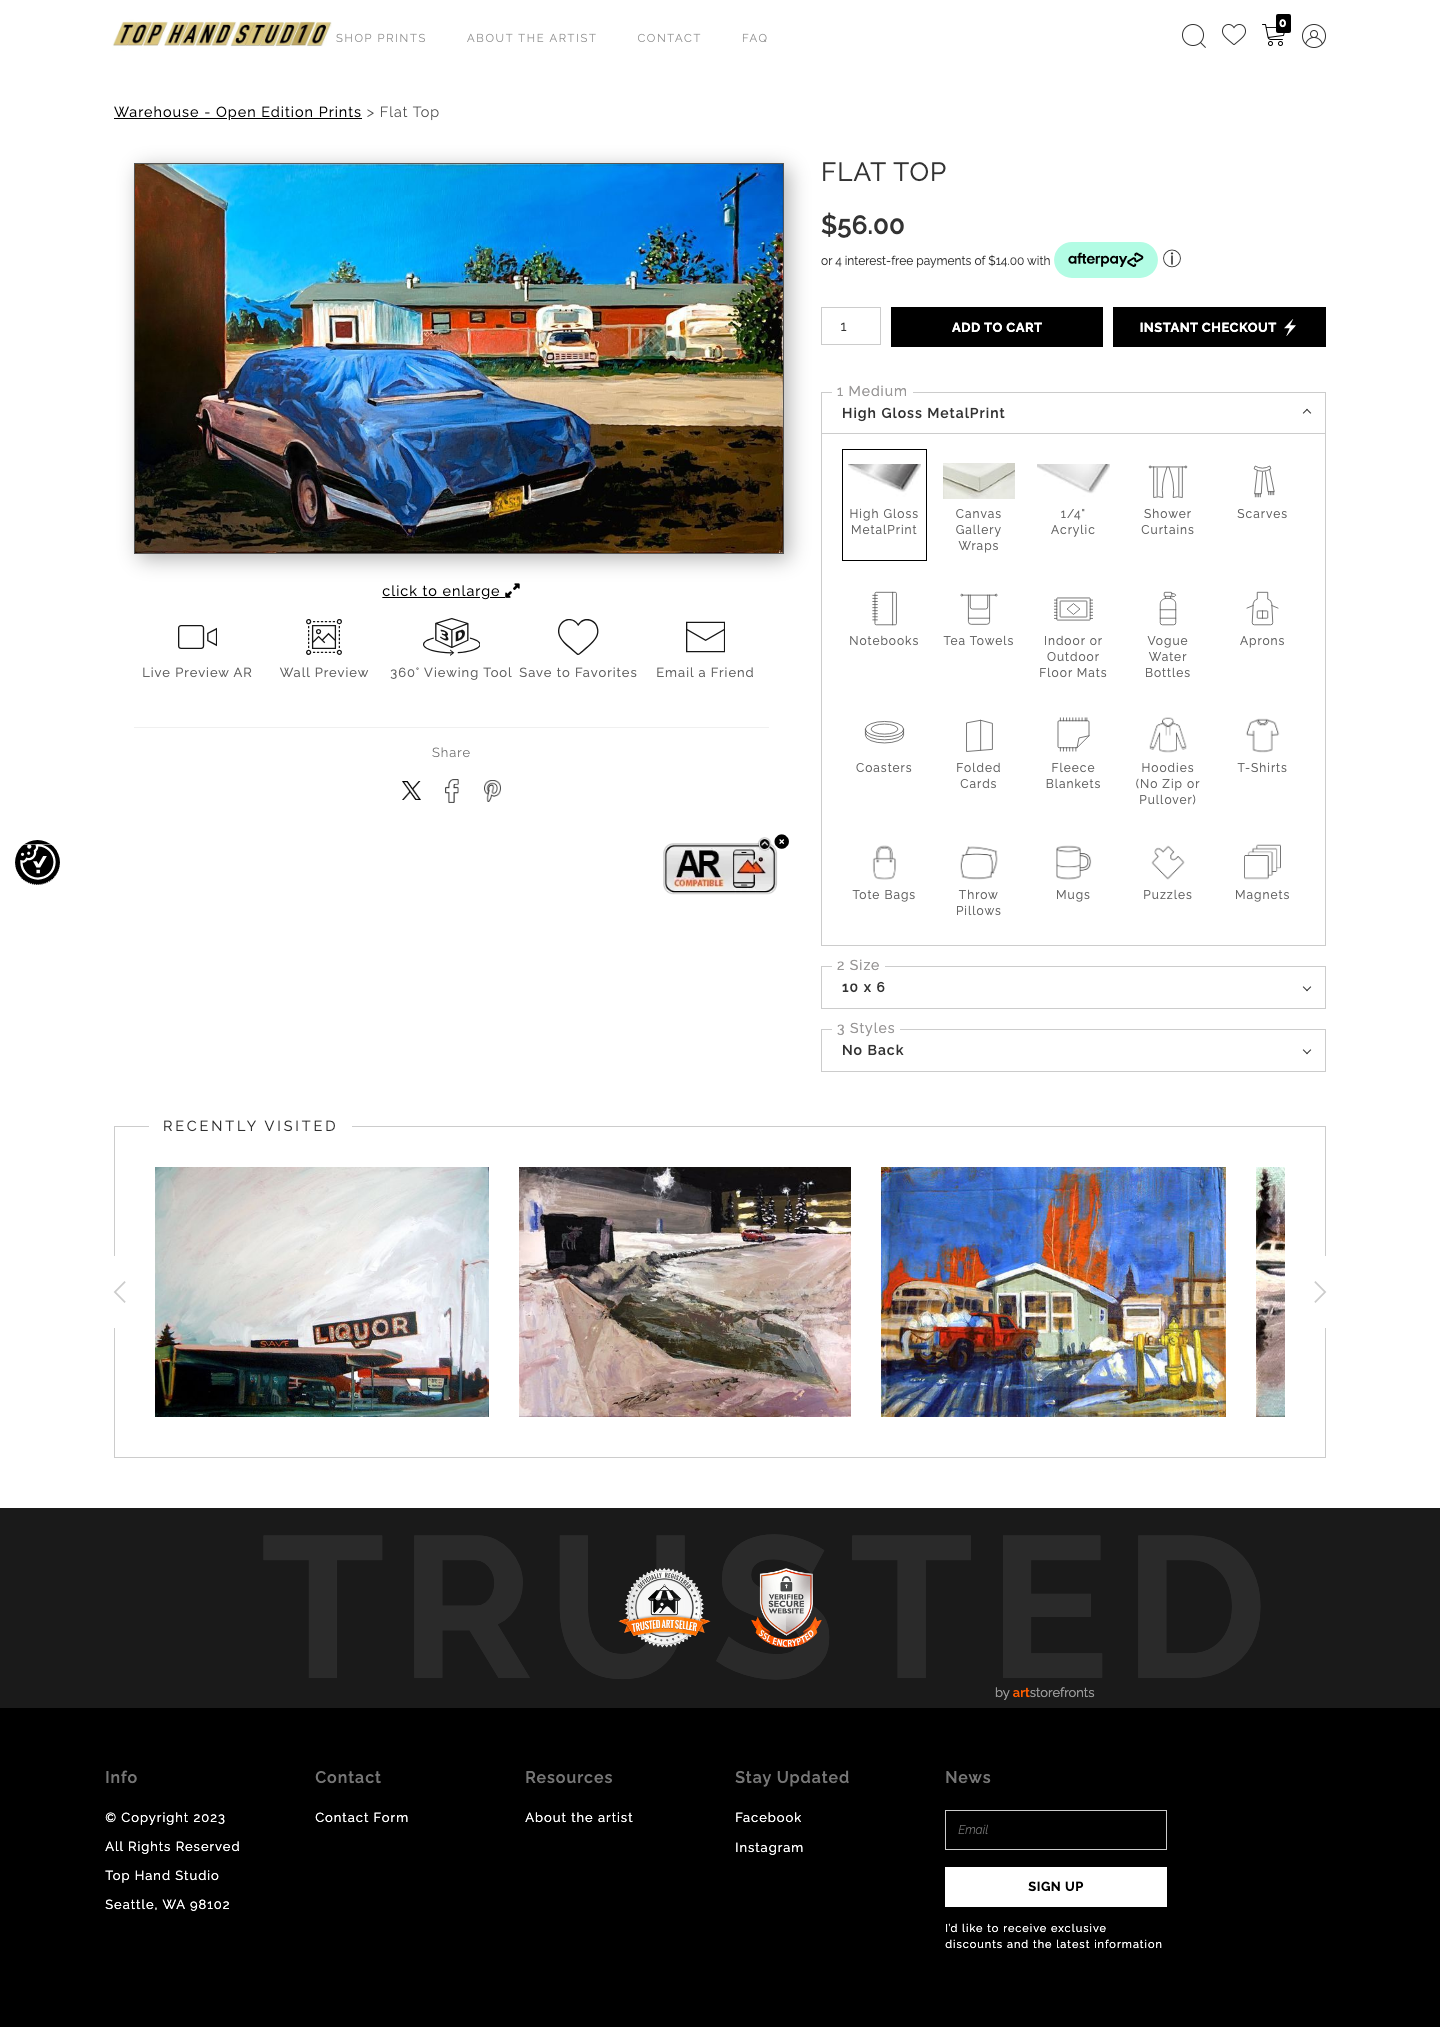 TOP HAND STUD10
SHOP PRINTS
ABOUT THE ARTIST
CONTACT
FAQ
0
Warehouse - Open Edition Prints > Flat Top
FLAT TOP
$56.00
or 4 interest-free payments of $14.00 with afterpay
1
ADD TO CART
INSTANT CHECKOUT
1 Medium
High Gloss MetalPrint
High Gloss
MetalPrint
Canvas
Gallery
Wraps
1/4"
Acrylic
Shower
Curtains
Scarves
Notebooks
Tea Towels
Indoor or
Outdoor
Floor Mats
Vogue
Water
Bottles
Aprons
Coasters
Folded
Cards
Fleece
Blankets
Hoodies
(No Zip or
Pullover)
T-Shirts
Tote Bags
Throw
Pillows
Mugs
Puzzles
Magnets
2 Size
10 x 6
3 Styles
No Back
click to enlarge
3D
Live Preview AR
Wall Preview
360° Viewing Tool
Save to Favorites
Email a Friend
Share
AR
COMPATIBLE
RECENTLY VISITED
SAVE
LIQUOR
TRUSTED
OFFICIALLY REGISTERED
TRUSTED ART SELLER
VERIFIED
SECURE
WEBSITE
SSL ENCRYPTED
by artstorefronts
Info
© Copyright 2023
All Rights Reserved
Top Hand Studio
Seattle, WA 98102
Contact
Contact Form
Resources
About the artist
Stay Updated
Facebook
Instagram
News
Email
SIGN UP
I'd like to receive exclusive
discounts and the latest information